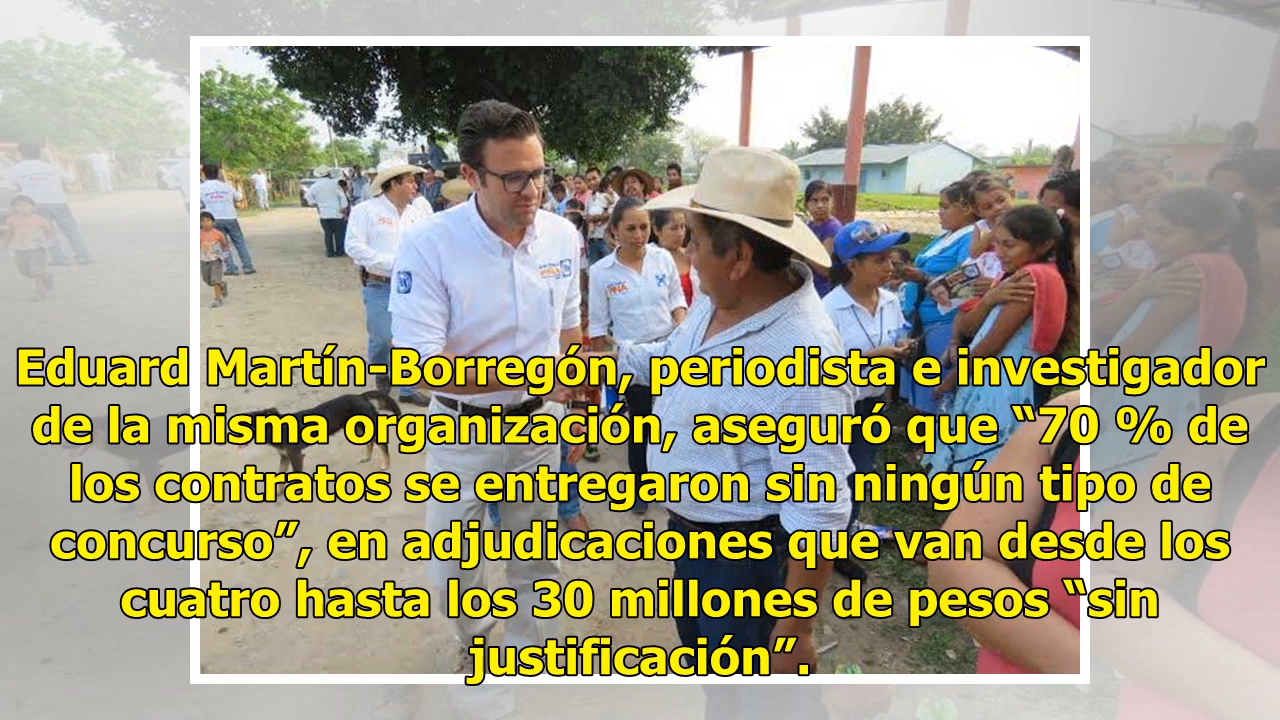 Eduard Martín-Borregón, periodista e investigador
de la misma organización, aseguró que “70 % de
los contratos se entregaron sin ningún tipo de
concurso”, en adjudicaciones que van desde los
cuatro hasta los 30 millones de pesos “sin
justificación”.